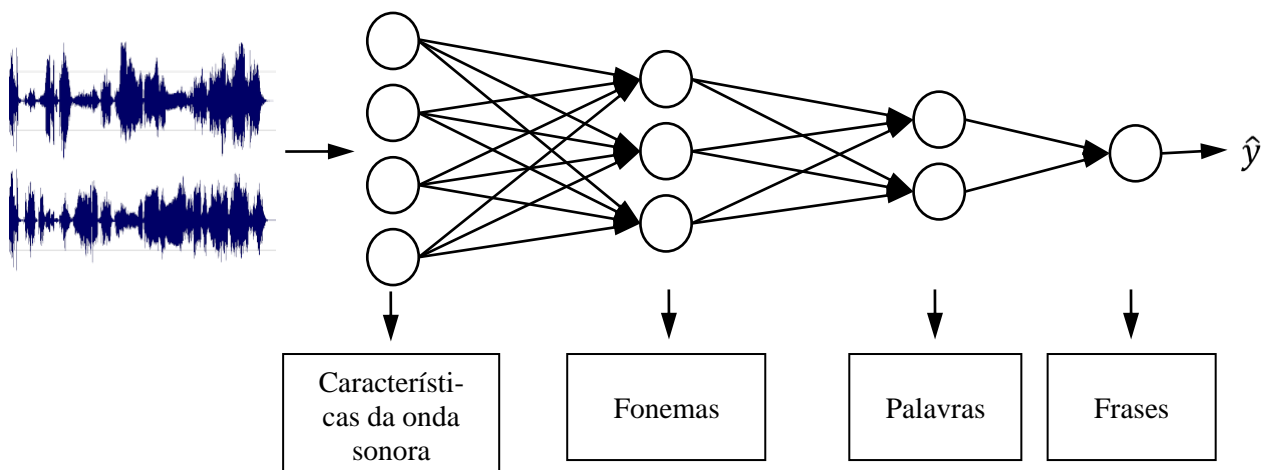 ŷ
Característi-
cas da onda
sonora
Fonemas
Palavras
Frases